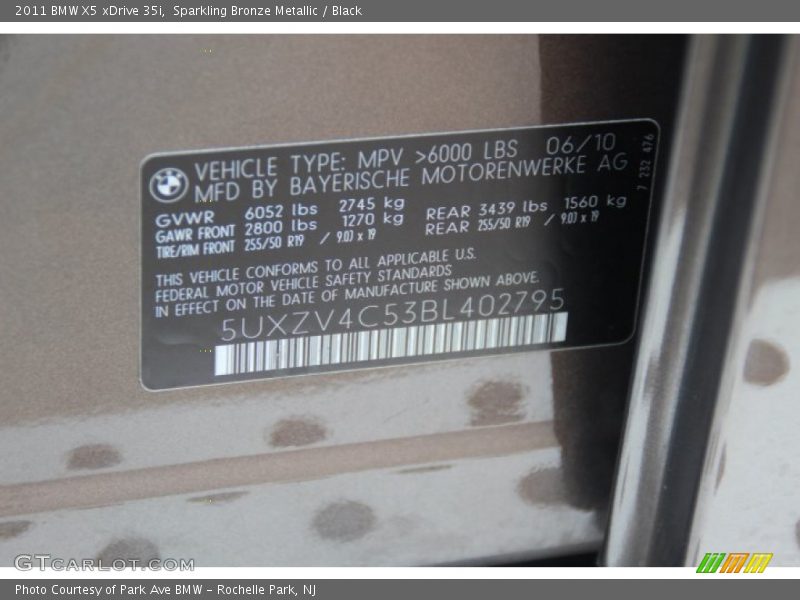 2011 BMW X5 xDrive 35i, Sparkling Bronze Metallic / Black
VEHICLE TYPE: MPV >6000 LBS 06/10
MFD BY BAYERISCHE MOTORENWERKE AG
7 232 476
GVWR 6052 lbs 2745 kg
GAWR FRONT 2800 lbs 1270 kg REAR 3439 lbs 1560 kg
TIRE/RIM FRONT 255/50 R19 / 9.0J x 19 REAR 255/50 R19 / 9.0J x 19
THIS VEHICLE CONFORMS TO ALL APPLICABLE U.S.
FEDERAL MOTOR VEHICLE SAFETY STANDARDS
IN EFFECT ON THE DATE OF MANUFACTURE SHOWN ABOVE.
5UXZV4C53BL402795
GTCARLOT.COM
Photo Courtesy of Park Ave BMW - Rochelle Park, NJ